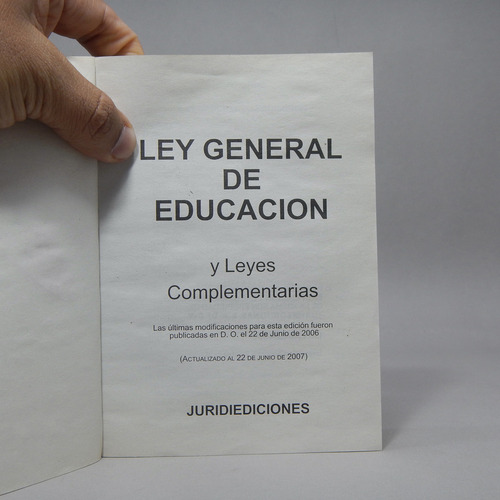 LEY GENERAL
DE
EDUCACION
y Leyes
Complementarias
Las últimas modificaciones para esta edición fueron
publicadas en D. O. el 22 de Junio de 2006
(ACTUALIZADO AL 22 DE JUNIO DE 2007)
JURIDIEDICIONES